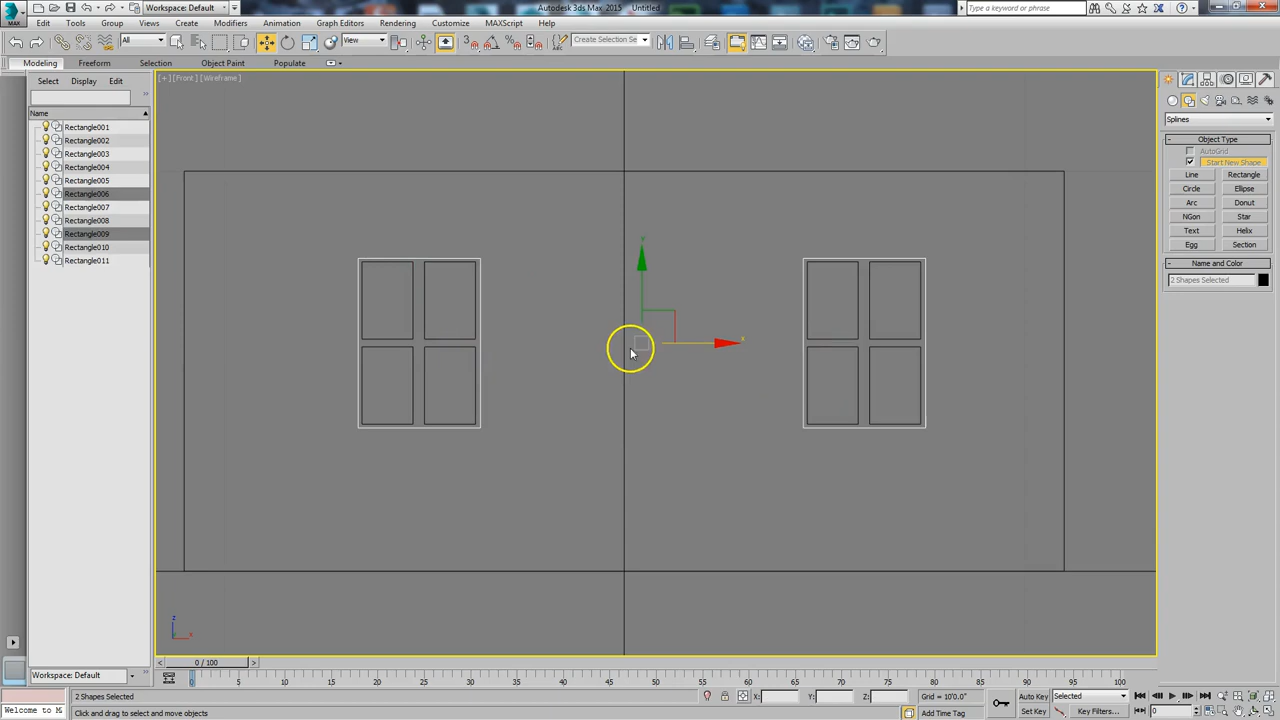 Workspace: Default
Autodesk 3ds Max 2015    Untitled
Type a keyword or phrase
MAX
Edit Tools Group Views Create Modifiers Animation Graph Editors Rendering Customize MAXScript Help
All
View
Create Selection Se
Modeling Freeform Selection Object Paint Populate
Select Display Edit
[+] [Front] [Wireframe]
Name
Rectangle001
Rectangle002
Rectangle003
Rectangle004
Rectangle005
Rectangle006
Rectangle007
Rectangle008
Rectangle009
Rectangle010
Rectangle011
Splines
Object Type
AutoGrid
Start New Shape
Line Rectangle
Circle Ellipse
Arc Donut
NGon Star
Text Helix
Egg Section
Name and Color
2 Shapes Selected
y
x
z
x
0 / 100
Workspace: Default
0 5 10 15 20 25 30 35 40 45 50 55 60 65 70 75 80 85 90 95 100
2 Shapes Selected
X: Y: Z: Grid = 10'0.0"
Auto Key Selected
Welcome to M
Click and drag to select and move objects
Add Time Tag
Set Key Key Filters...
0